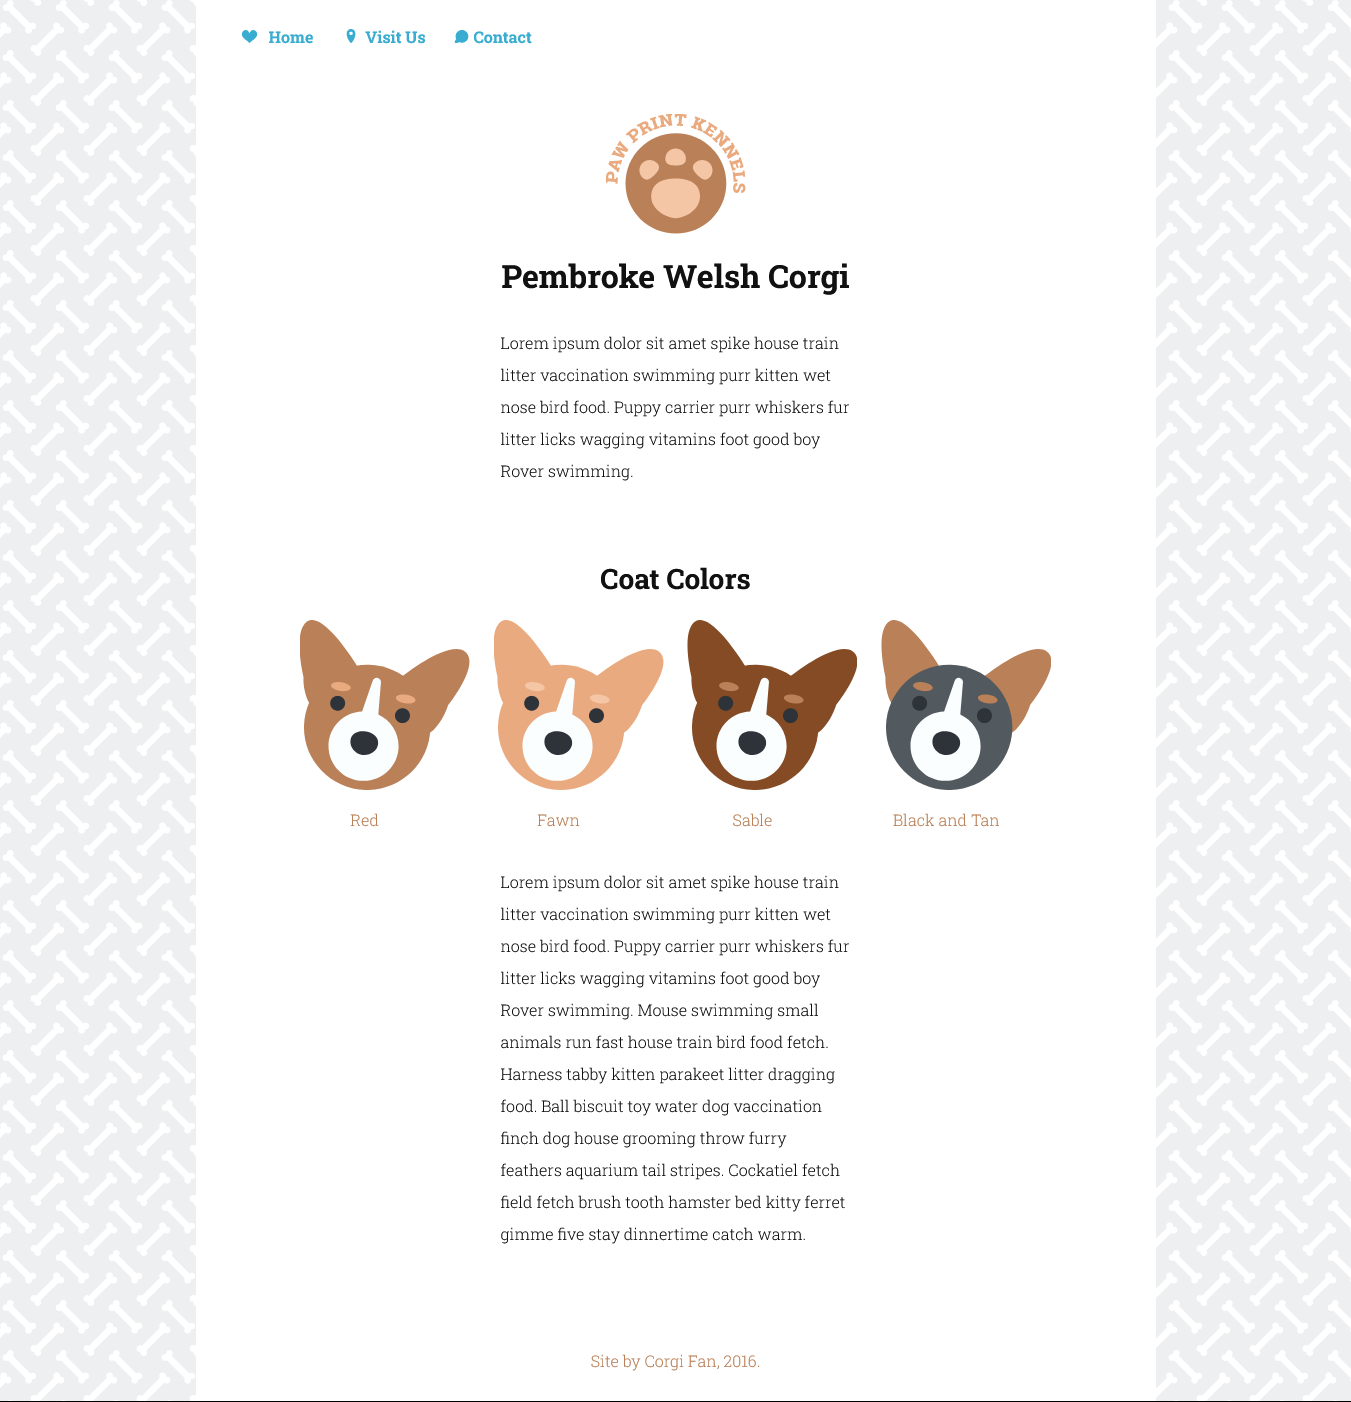 Home Visit Us Contact
PAW PRINT KENNELS
Pembroke Welsh Corgi
Lorem ipsum dolor sit amet spike house train
litter vaccination swimming purr kitten wet
nose bird food. Puppy carrier purr whiskers fur
litter licks wagging vitamins foot good boy
Rover swimming.
Coat Colors
Red Fawn Sable Black and Tan
Lorem ipsum dolor sit amet spike house train
litter vaccination swimming purr kitten wet
nose bird food. Puppy carrier purr whiskers fur
litter licks wagging vitamins foot good boy
Rover swimming. Mouse swimming small
animals run fast house train bird food fetch.
Harness tabby kitten parakeet litter dragging
food. Ball biscuit toy water dog vaccination
finch dog house grooming throw furry
feathers aquarium tail stripes. Cockatiel fetch
field fetch brush tooth hamster bed kitty ferret
gimme five stay dinnertime catch warm.
Site by Corgi Fan, 2016.